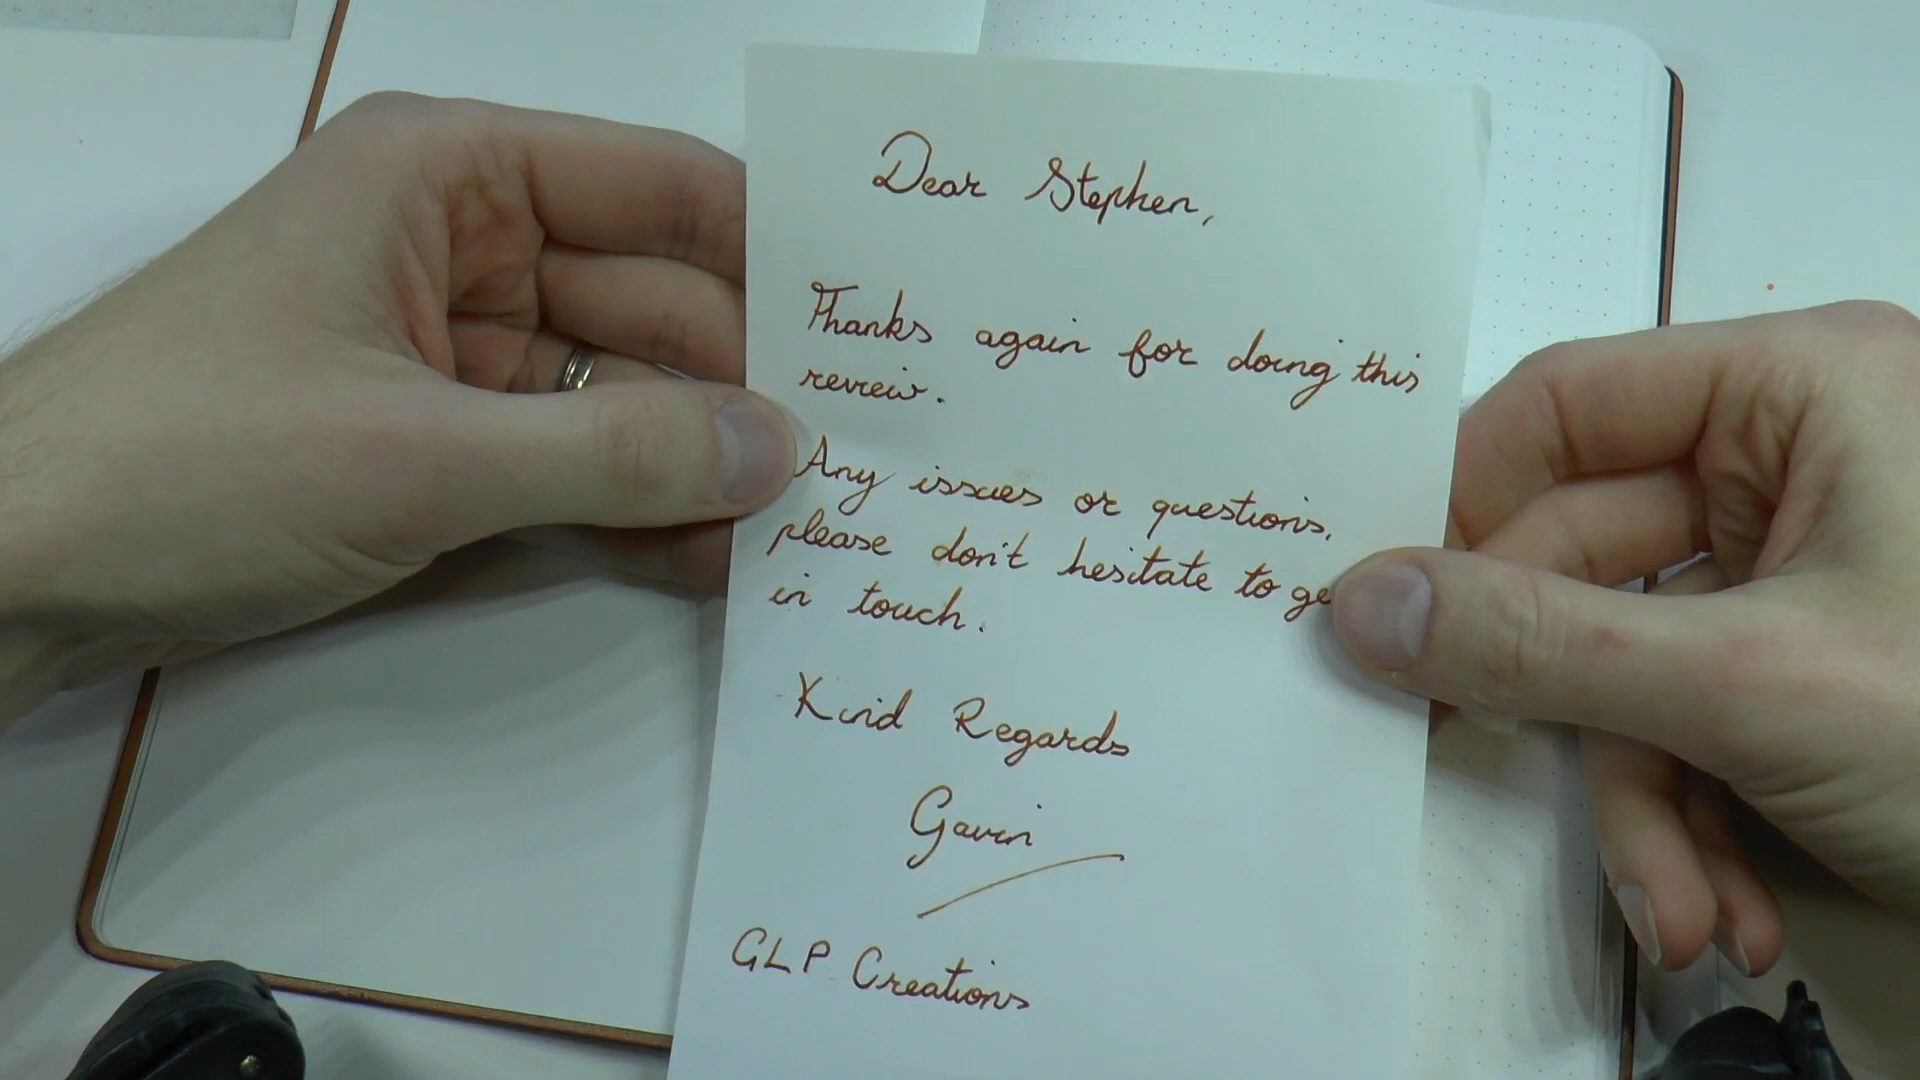 Dear Stephen,
Thanks again for doing this
review.
Any issues or questions,
please don't hesitate to ge
in touch.
Kind Regards
Gavin
GLP Creations